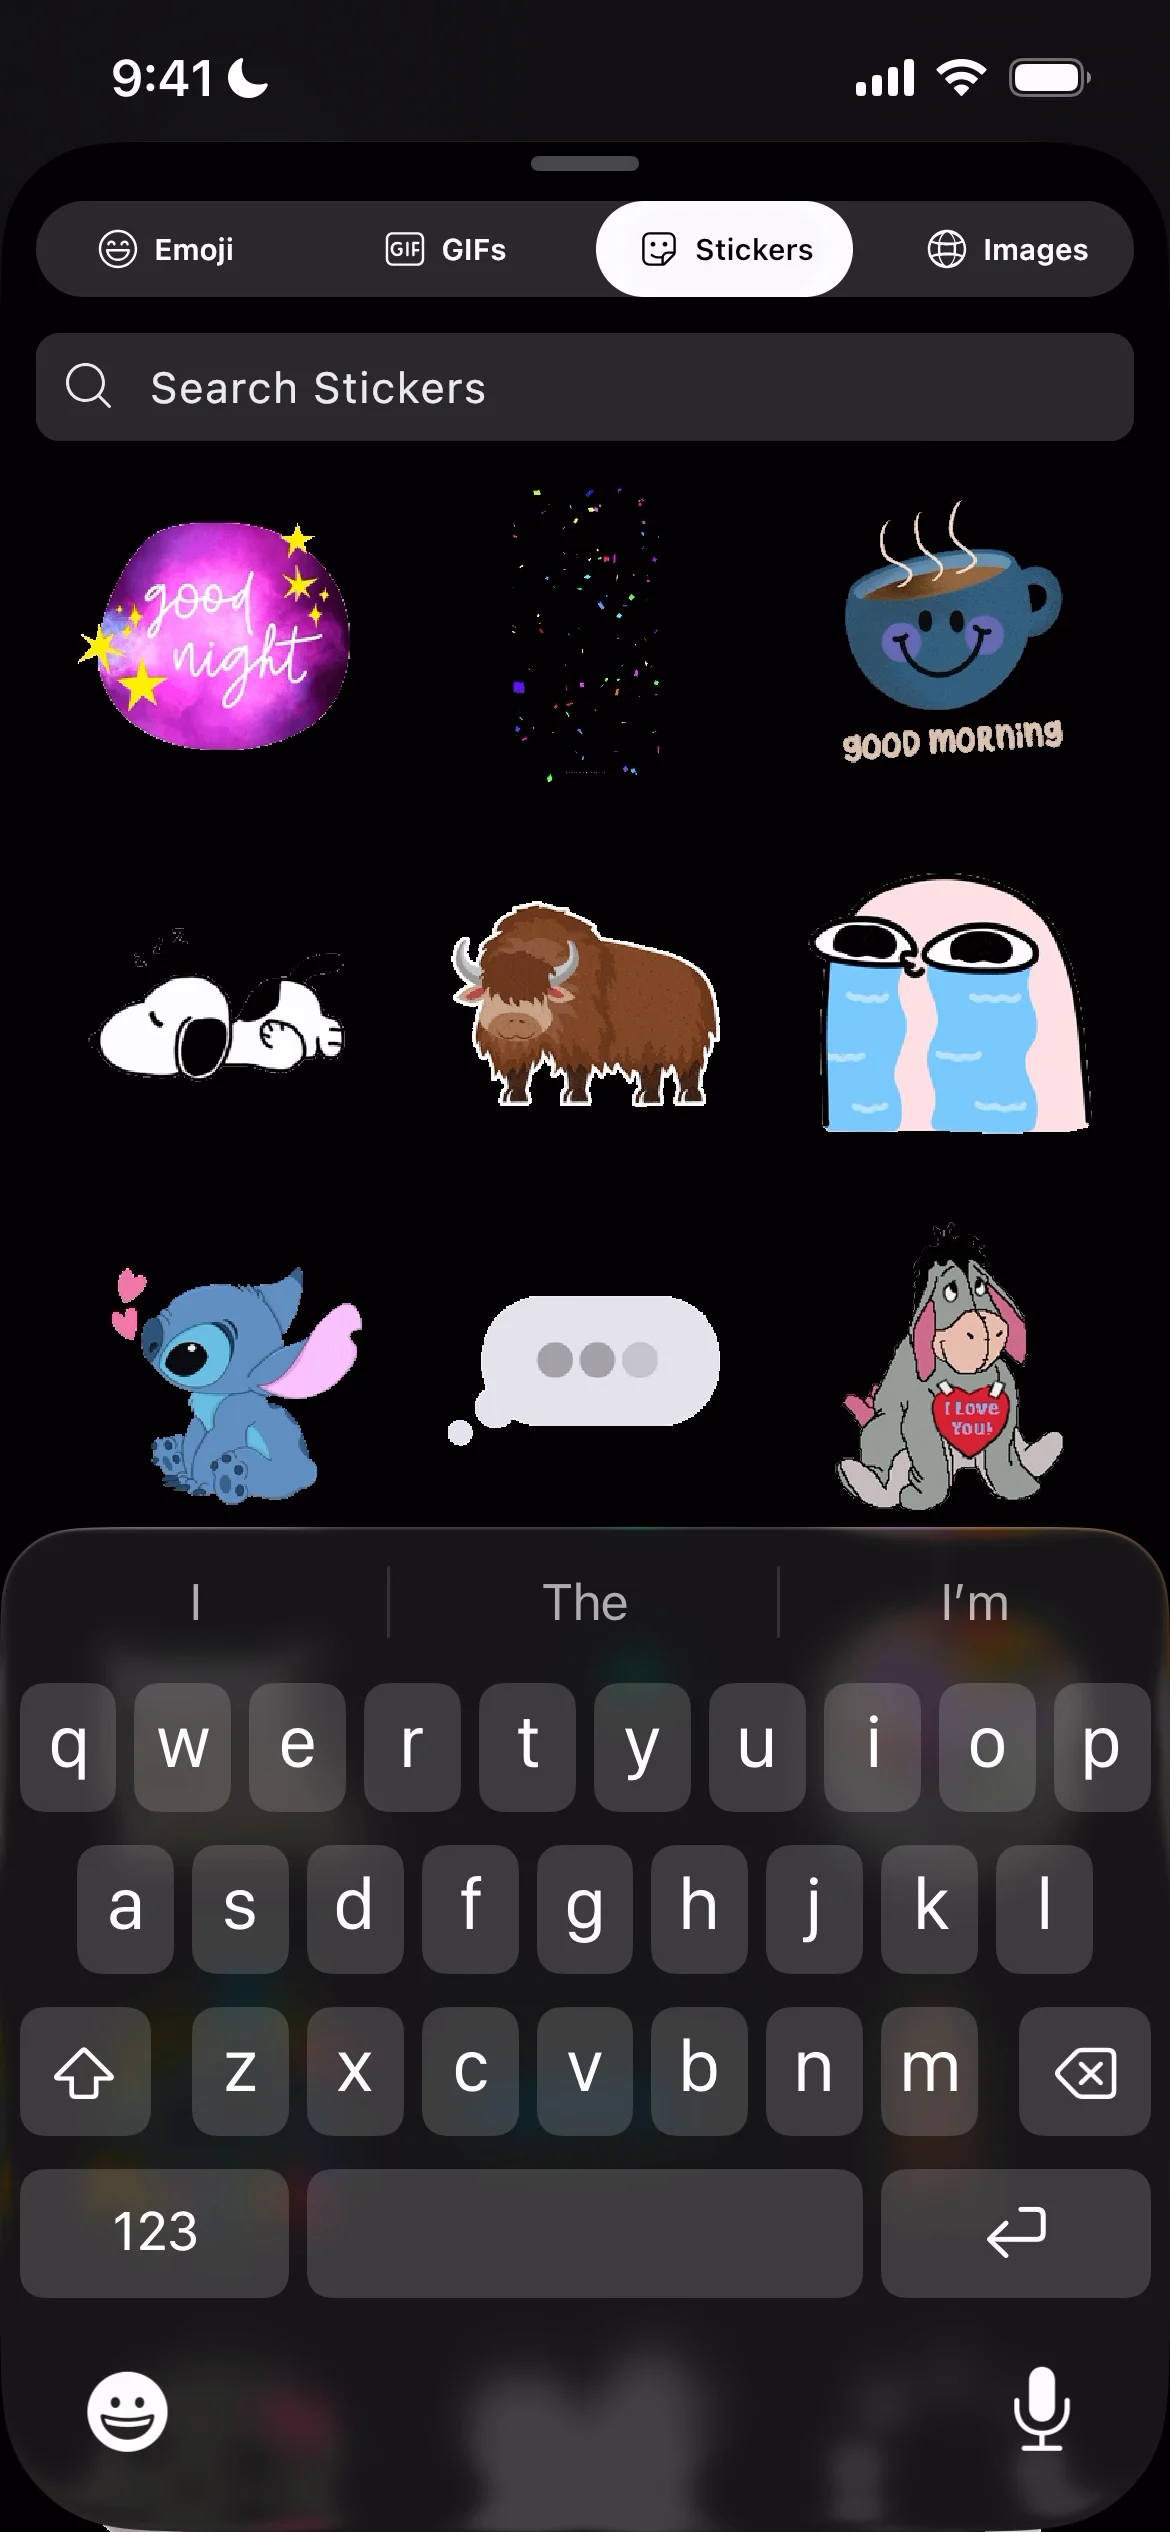 9:41
Emoji
GIF GIFs
Stickers
Images
Search Stickers
good
night
GOOD MORNING
z z z
I Love
You!
I
The
I'm
q w e r t y u i o p
a s d f g h j k l
z x c v b n m
123